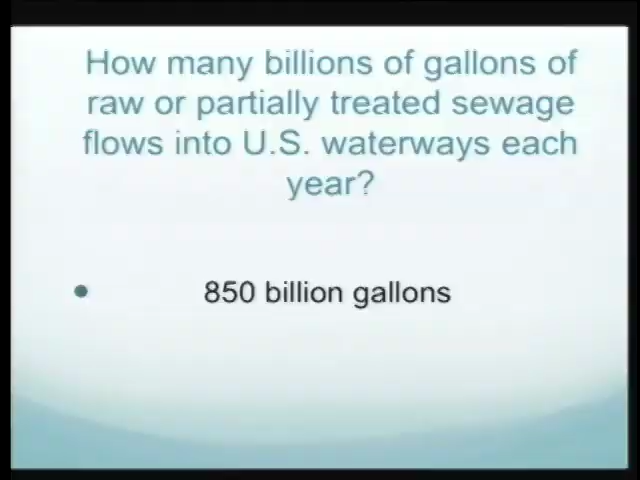 How many billions of gallons of
raw or partially treated sewage
flows into U.S. waterways each
year?
850 billion gallons